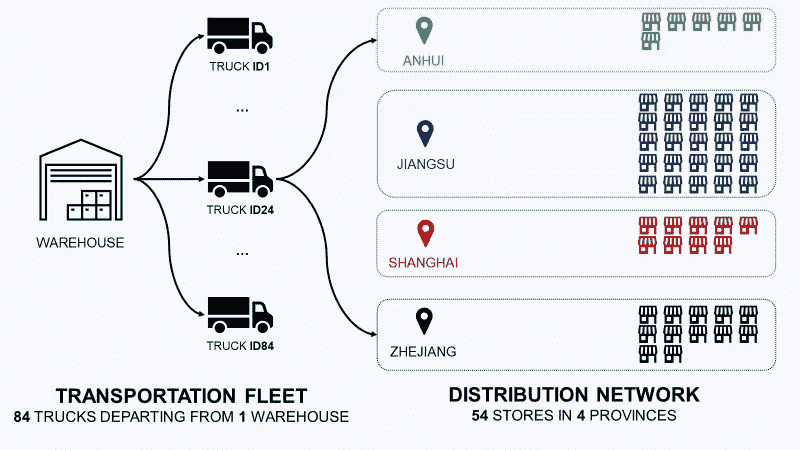 TRUCK ID1
...
WAREHOUSE
TRUCK ID24
...
TRUCK ID84
TRANSPORTATION FLEET
84 TRUCKS DEPARTING FROM 1 WAREHOUSE
ANHUI
JIANGSU
SHANGHAI
ZHEJIANG
DISTRIBUTION NETWORK
54 STORES IN 4 PROVINCES